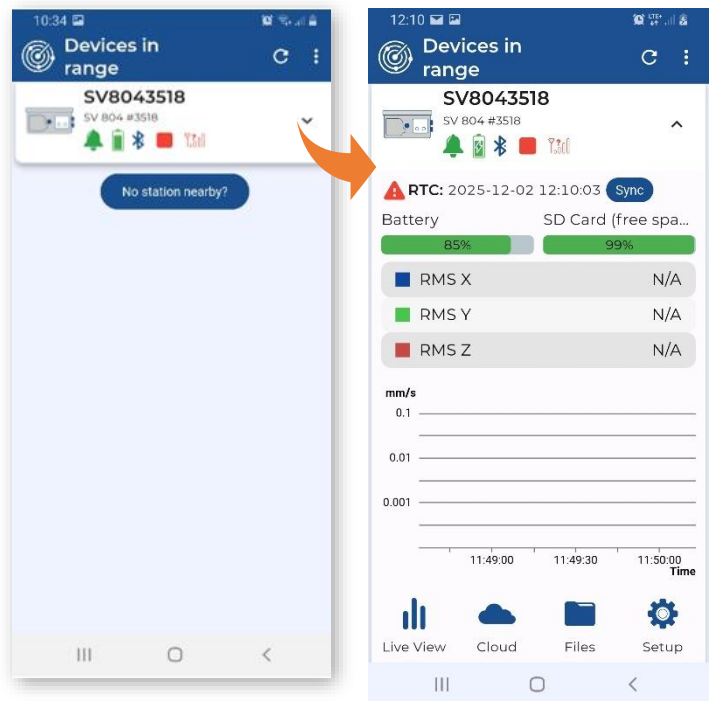 10:34
Devices in
range
SV8043518
SV 804 #3518
No station nearby?
12:10
LTE+
Devices in
range
SV8043518
SV 804 #3518
RTC: 2025-12-02 12:10:03 Sync
Battery SD Card (free spa...
85% 99%
RMS X N/A
RMS Y N/A
RMS Z N/A
mm/s
0.1
0.01
0.001
11:49:00 11:49:30 11:50:00
Time
Live View Cloud Files Setup